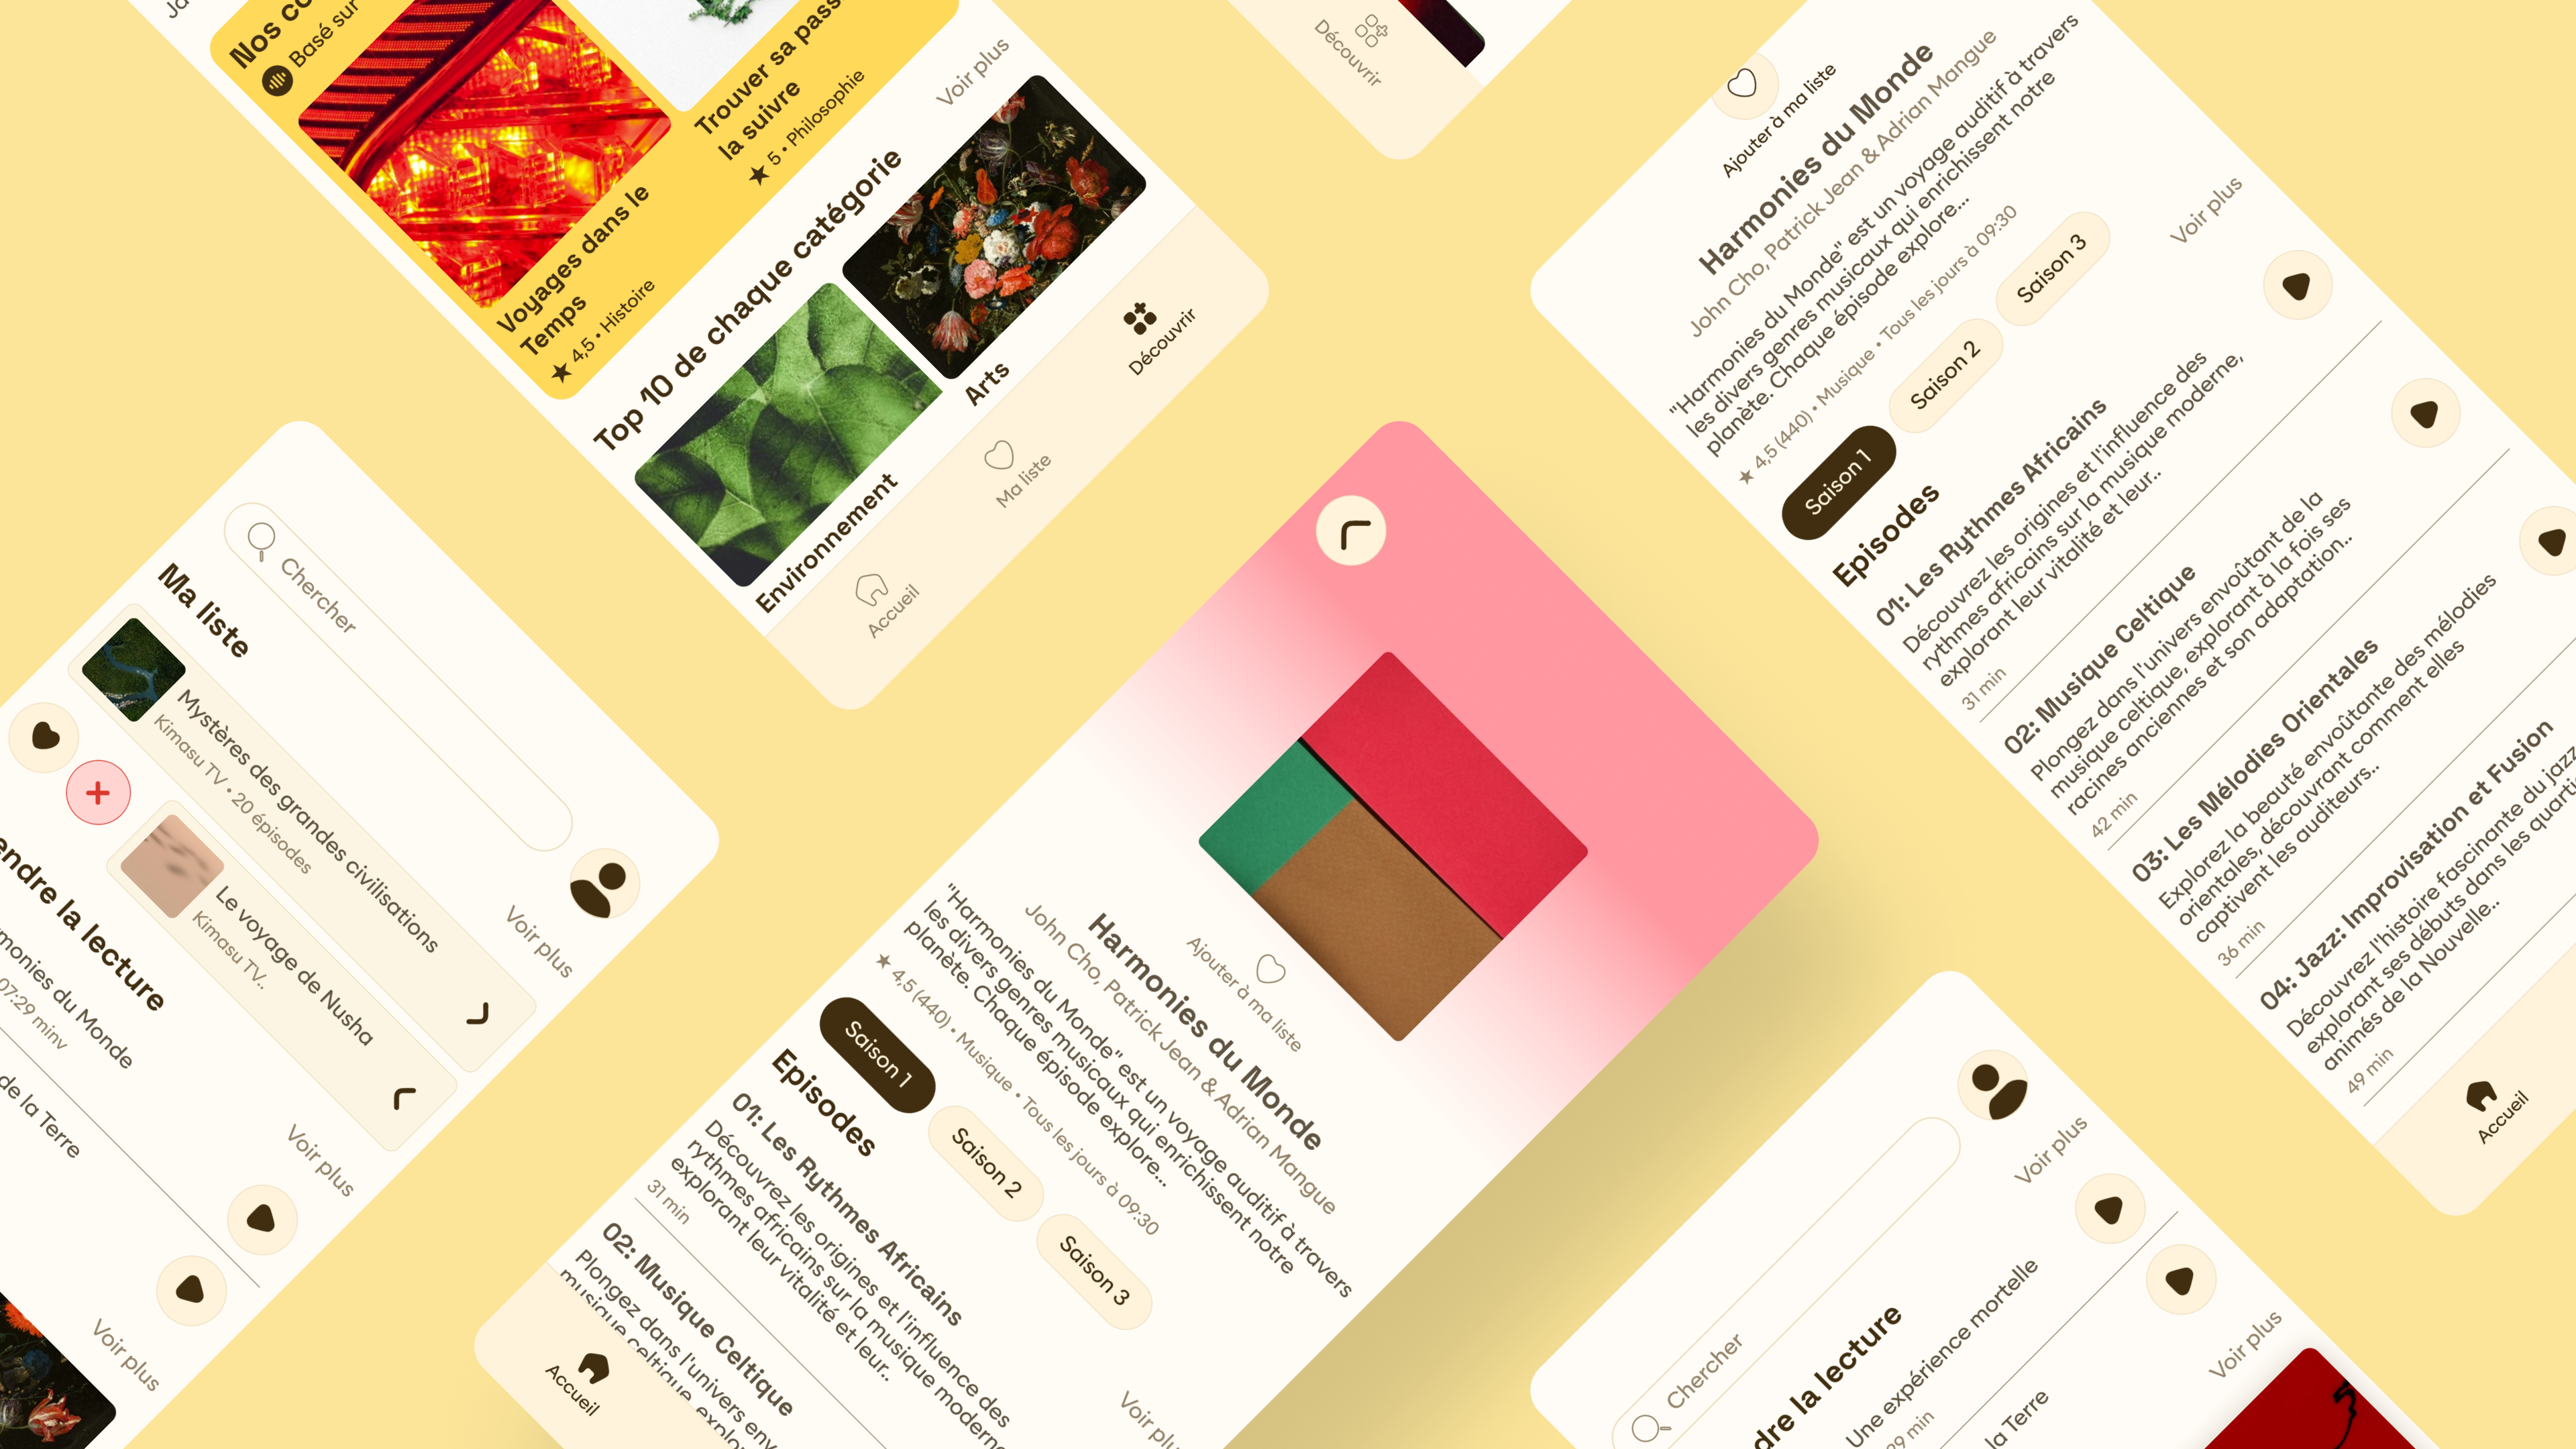 Nos
Basé sur
Voyages dans le
Temps
★ 4,5 • Histoire
Trouver sa
la suivre
★ 5 • Philosophie
Top 10 de chaque catégorie
Voir plus
Environnement
Arts
Accueil
Ma liste
Découvrir
Découvrir
Ajouter à ma liste
Harmonies du Monde
John Cho, Patrick Jean & Adrian Mangue
"Harmonies du Monde" est un voyage auditif à travers
les divers genres musicaux qui enrichissent notre
planète. Chaque épisode explore...
★ 4,5 (440) • Musique • Tous les jours à 09:30
Saison 1
Saison 2
Saison 3
Episodes
Voir plus
01: Les Rythmes Africains
Découvrez les origines et l'influence des
rythmes africains sur la musique moderne,
explorant leur vitalité et leur..
31 min
02: Musique Celtique
Plongez dans l'univers envoûtant de la
musique celtique, explorant à la fois ses
racines anciennes et son adaptation..
42 min
03: Les Mélodies Orientales
Explorez la beauté envoûtante des mélodies
orientales, découvrant comment elles
captivent les auditeurs..
36 min
04: Jazz: Improvisation et Fusion
Découvrez l'histoire fascinante du jazz
explorant ses débuts dans les
animés de la Nouvelle..
49 min
Accueil
Chercher
Ma liste
Voir plus
Mystères des grandes civilisations
Kimasu TV • 20 épisodes
Le voyage de Nusha
Kimasu TV..
la lecture
Voir plus
du Monde
07:29 minv
de la Terre
Voir plus
Ajouter à ma liste
Harmonies du Monde
John Cho, Patrick Jean & Adrian Mangue
"Harmonies du Monde" est un voyage auditif à travers
les divers genres musicaux qui enrichissent notre
planète. Chaque épisode explore...
★ 4,5 (440) • Musique • Tous les jours à 09:30
Saison 1
Saison 2
Saison 3
Episodes
Voir
01: Les Rythmes Africains
Découvrez les origines et l'influence des
rythmes africains sur la musique moderne
explorant leur vitalité et leur..
31 min
02: Musique Celtique
Plongez dans l'univers
musique celtique,
Accueil
Chercher
la lecture
Voir plus
Une expérience mortelle
min
la Terre
Voir plus